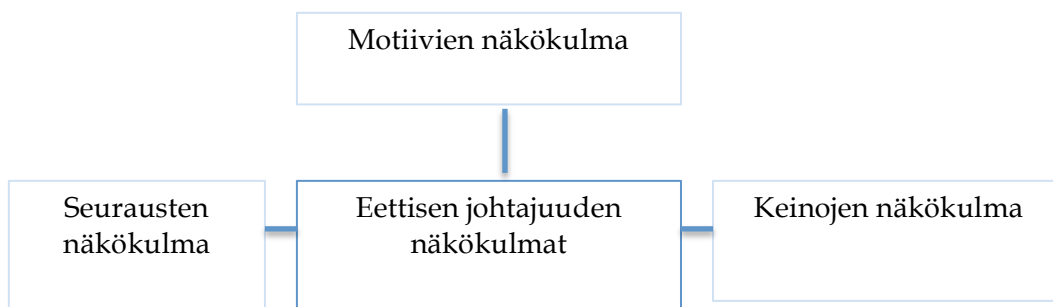 Motiivien näkökulma
Seurausten
näkökulma
Eettisen johtajuuden
näkökulmat
Keinojen näkökulma